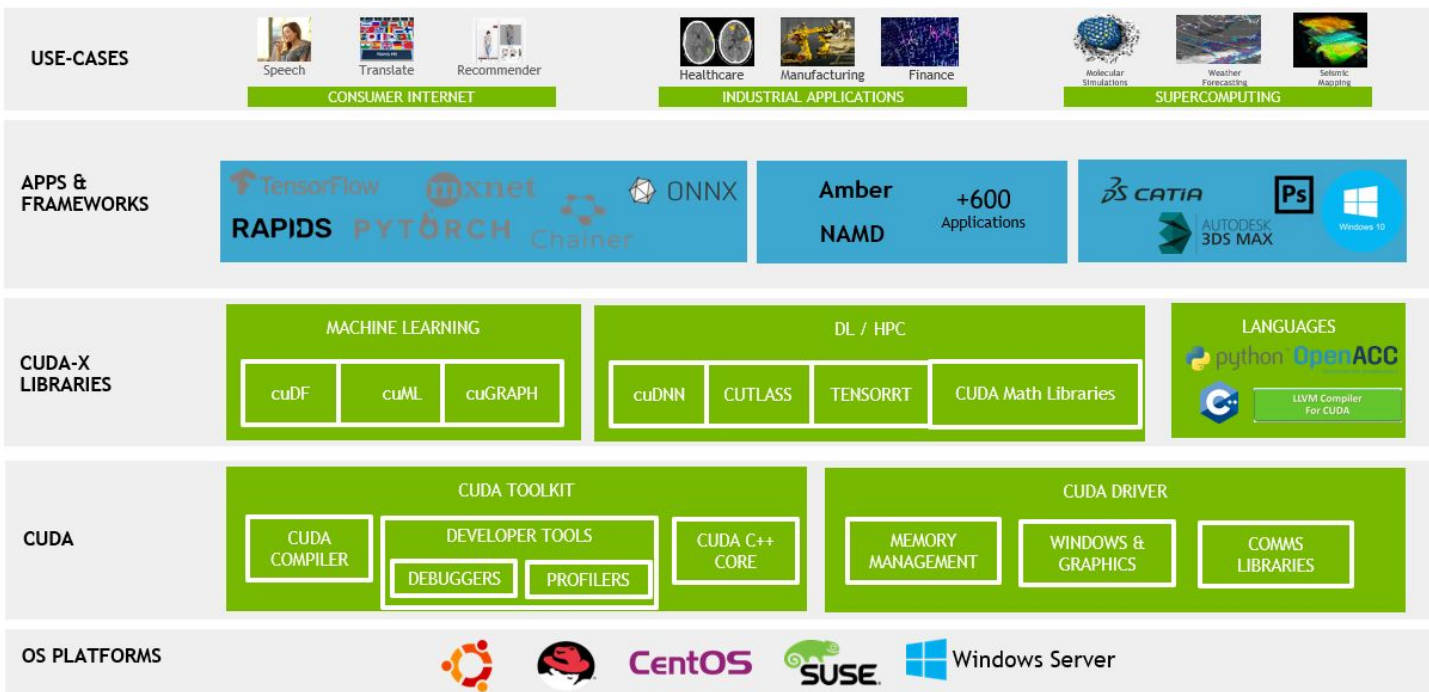 USE-CASES
Speech
Translate
Recommender
CONSUMER INTERNET
Healthcare
Manufacturing
Finance
INDUSTRIAL APPLICATIONS
Molecular
Simulations
Weather
Forecasting
Seismic
Mapping
SUPERCOMPUTING
APPS &
FRAMEWORKS
TensorFlow
mxnet
ONNX
RAPIDS
PYTORCH
Chainer
Amber
NAMD
+600
Applications
CATIA
AUTODESK
3DS MAX
Ps
Windows 10
CUDA-X
LIBRARIES
MACHINE LEARNING
cuDF
cuML
cuGRAPH
DL / HPC
cuDNN
CUTLASS
TENSORRT
CUDA Math Libraries
LANGUAGES
python
OpenACC
C++
LLVM Compiler
For CUDA
CUDA
CUDA TOOLKIT
CUDA
COMPILER
DEVELOPER TOOLS
DEBUGGERS
PROFILERS
CUDA C++
CORE
CUDA DRIVER
MEMORY
MANAGEMENT
WINDOWS &
GRAPHICS
COMMS
LIBRARIES
OS PLATFORMS
CentOS
SUSE
Windows Server